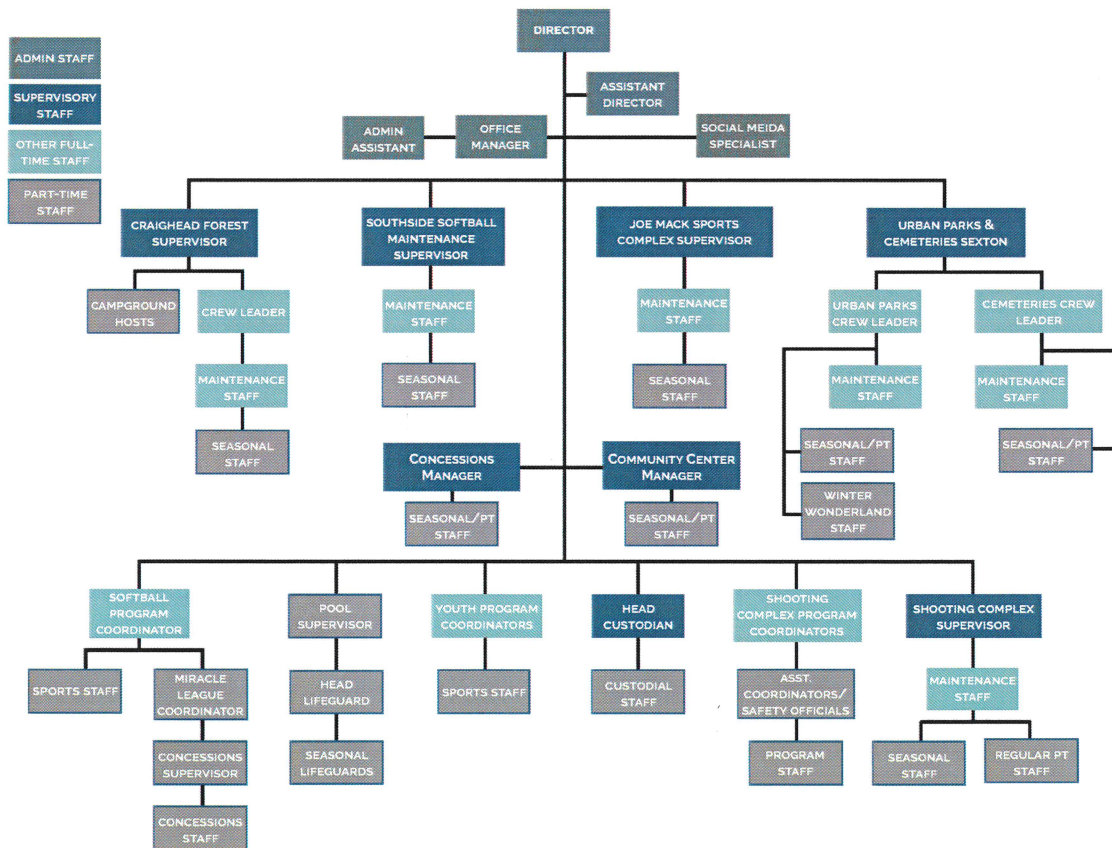 DIRECTOR
ADMIN STAFF
SUPERVISORY
STAFF
OTHER FULL-
TIME STAFF
PART-TIME
STAFF
ASSISTANT
DIRECTOR
ADMIN
ASSISTANT
OFFICE
MANAGER
SOCIAL MEIDA
SPECIALIST
CRAIGHEAD FOREST
SUPERVISOR
SOUTHSIDE SOFTBALL
MAINTENANCE
SUPERVISOR
JOE MACK SPORTS
COMPLEX SUPERVISOR
URBAN PARKS &
CEMETERIES SEXTON
CAMPGROUND
HOSTS
CREW LEADER
MAINTENANCE
STAFF
MAINTENANCE
STAFF
URBAN PARKS
CREW LEADER
CEMETERIES CREW
LEADER
MAINTENANCE
STAFF
SEASONAL
STAFF
SEASONAL
STAFF
MAINTENANCE
STAFF
MAINTENANCE
STAFF
SEASONAL
STAFF
SEASONAL/PT
STAFF
SEASONAL/PT
STAFF
CONCESSIONS
MANAGER
COMMUNITY CENTER
MANAGER
SEASONAL/PT
STAFF
SEASONAL/PT
STAFF
WINTER
WONDERLAND
STAFF
SOFTBALL
PROGRAM
COORDINATOR
POOL
SUPERVISOR
YOUTH PROGRAM
COORDINATORS
HEAD
CUSTODIAN
SHOOTING
COMPLEX PROGRAM
COORDINATORS
SHOOTING COMPLEX
SUPERVISOR
SPORTS STAFF
MIRACLE
LEAGUE
COORDINATOR
HEAD
LIFEGUARD
SPORTS STAFF
CUSTODIAL
STAFF
ASST.
COORDINATORS/
SAFETY OFFICIALS
MAINTENANCE
STAFF
CONCESSIONS
SUPERVISOR
SEASONAL
LIFEGUARDS
PROGRAM
STAFF
SEASONAL
STAFF
REGULAR PT
STAFF
CONCESSIONS
STAFF